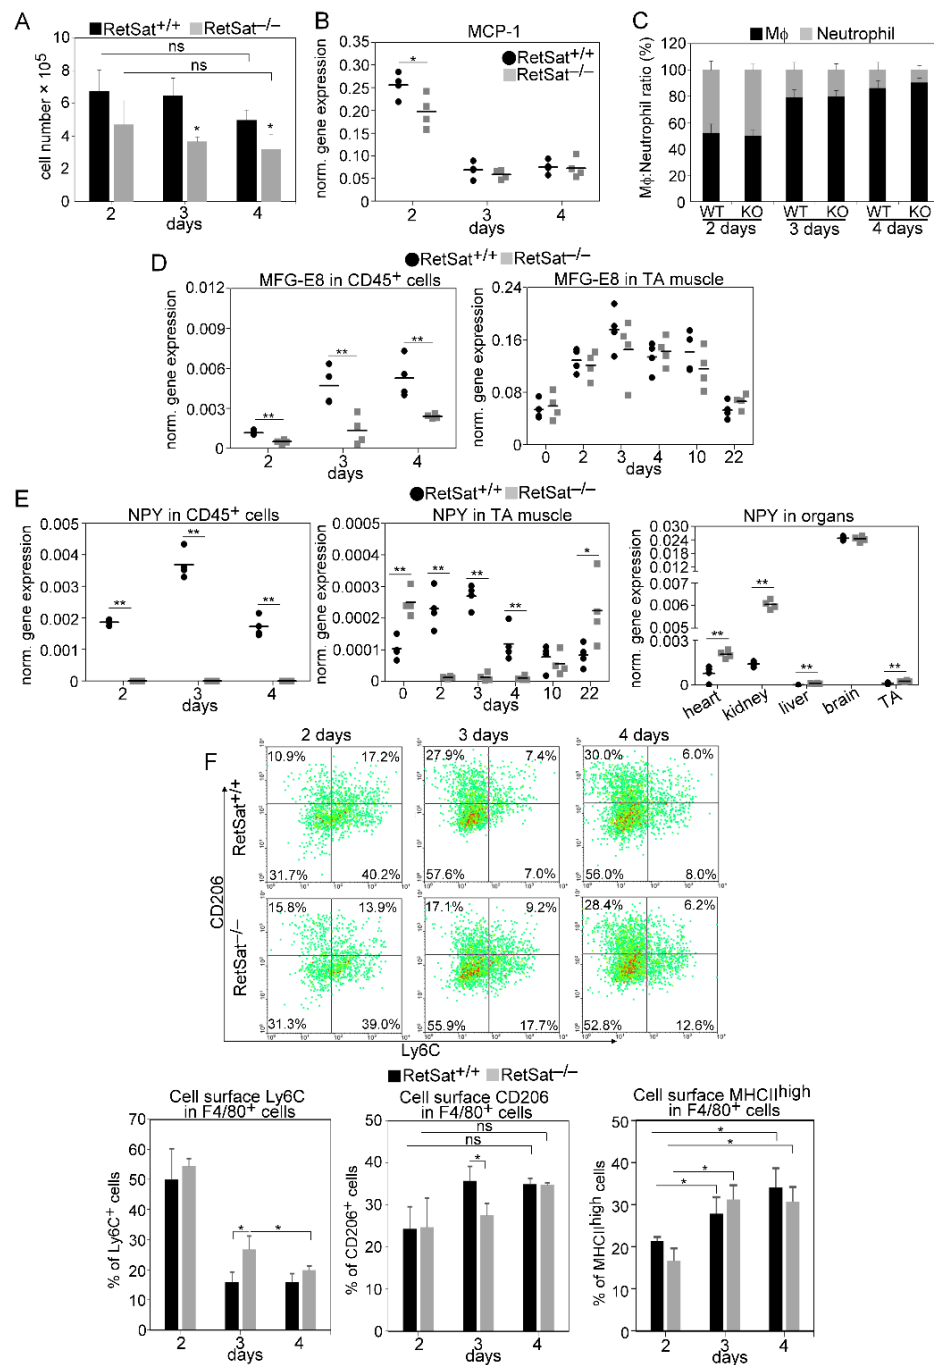 A
RetSat+/+ RetSat−/−
ns
ns
cell number × 10⁵
10
8
6
4
2
0
* *
2 3 4
days
B
MCP-1
RetSat+/+
RetSat−/−
*
norm. gene expression
0.35
0.30
0.25
0.20
0.15
0.10
0.05
0
2 3 4
days
C
Mϕ Neutrophil
Mϕ:Neutrophil ratio (%)
120
100
80
60
40
20
0
WT KO WT KO WT KO
2 days 3 days 4 days
D
RetSat+/+ RetSat−/−
MFG-E8 in CD45+ cells
norm. gene expression
0.012
0.009
0.006
0.003
0
** ** **
2 3 4
days
MFG-E8 in TA muscle
norm. gene expression
0.24
0.16
0.08
0
0 2 3 4 10 22
days
E
RetSat+/+ RetSat−/−
NPY in CD45+ cells
norm. gene expression
0.005
0.004
0.003
0.002
0.001
0
** ** **
2 3 4
days
NPY in TA muscle
norm. gene expression
0.0005
0.0004
0.0003
0.0002
0.0001
0
** ** ** ** *
0 2 3 4 10 22
days
NPY in organs
norm. gene expression
0.030
0.026
0.024
0.013
0.007
0.006
0.005
0.003
0
** ** ** **
heart kidney liver brain TA
F
2 days 3 days 4 days
RetSat+/+
10.9% 17.2% 27.9% 7.4% 30.0% 6.0%
31.7% 40.2% 57.6% 7.0% 56.0% 8.0%
CD206
RetSat−/−
15.8% 13.9% 17.1% 9.2% 28.4% 6.2%
31.3% 39.0% 55.9% 17.7% 52.8% 12.6%
Ly6C
RetSat+/+ RetSat−/−
Cell surface Ly6C
in F4/80+ cells
% of Ly6C+ cells
70
60
50
40
30
20
10
0
* *
2 3 4
days
Cell surface CD206
in F4/80+ cells
% of CD206+ cells
50
40
30
20
10
0
ns
ns
*
2 3 4
days
Cell surface MHCIIhigh
in F4/80+ cells
% of MHCIIhigh cells
50
40
30
20
10
0
*
*
*
*
2 3 4
days